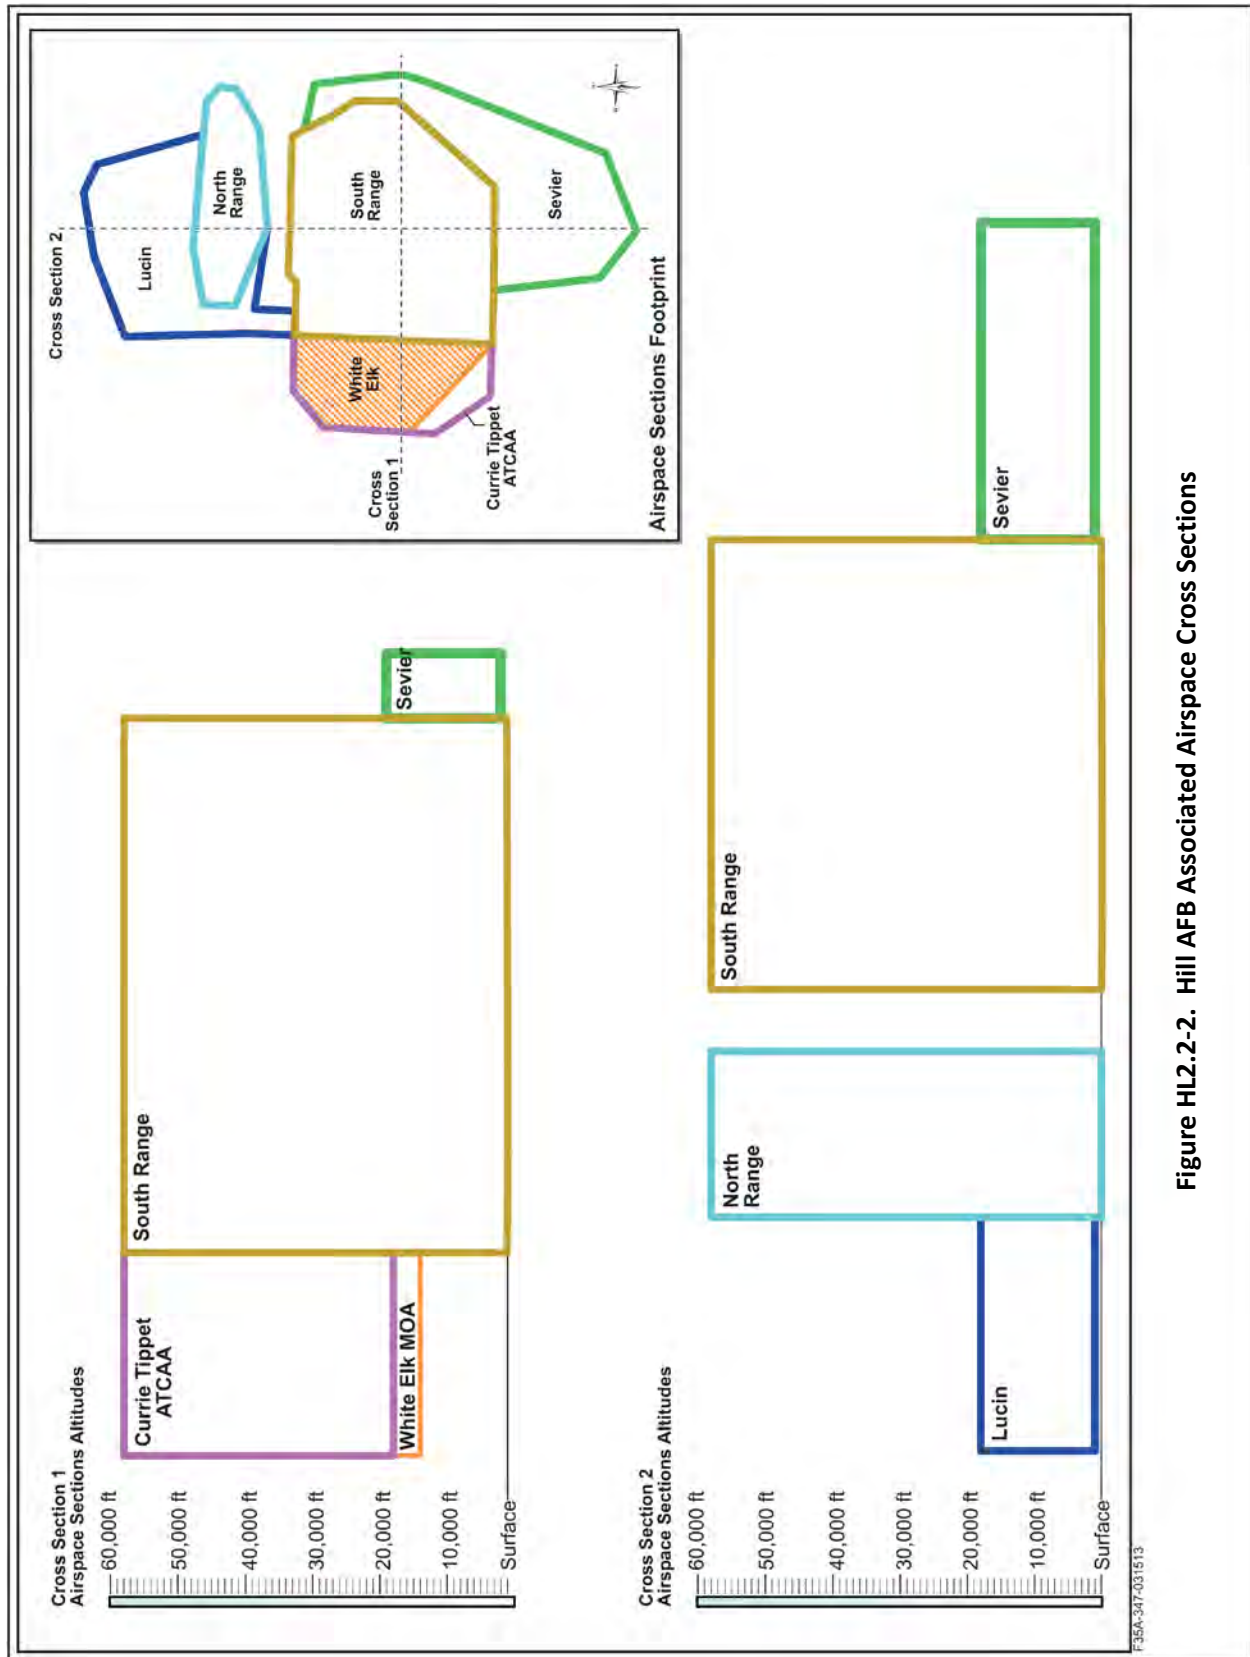 Cross Section 1
Airspace Sections Altitudes
60,000 ft
50,000 ft
40,000 ft
30,000 ft
20,000 ft
10,000 ft
Surface
Currie Tippet
ATCAA
White Elk MOA
South Range
Sevier
Cross Section 2
Lucin
North
Range
South
Range
White
Elk
Sevier
Cross
Section 1
Currie Tippet
ATCAA
Airspace Sections Footprint
Cross Section 2
Airspace Sections Altitudes
60,000 ft
50,000 ft
40,000 ft
30,000 ft
20,000 ft
10,000 ft
Surface
Lucin
North
Range
South Range
Sevier
F35A-347-031513
Figure HL2.2-2. Hill AFB Associated Airspace Cross Sections